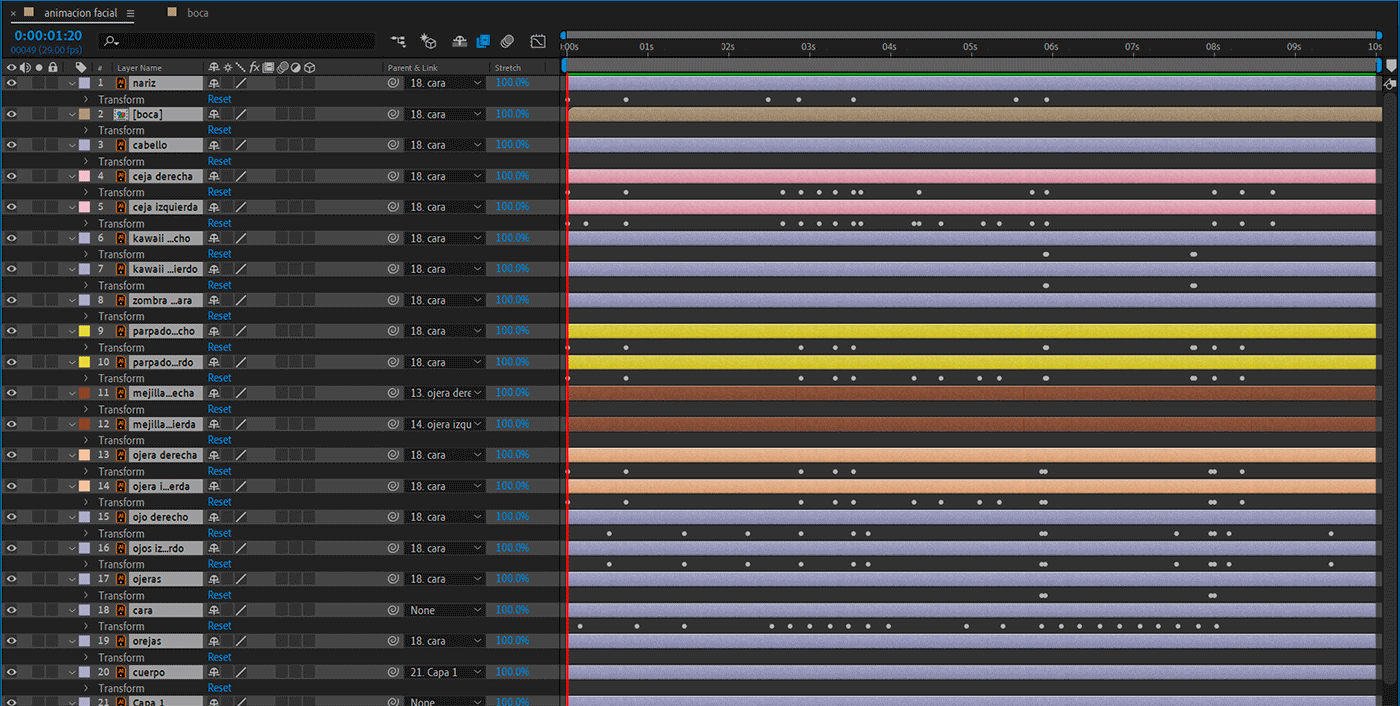 × animacion facial ≡ boca
0:00:01:20
00049 (29.00 fps)
:00s 01s 02s 03s 04s 05s 06s 07s 08s 09s 10s
# Layer Name fx Parent & Link Stretch
1 nariz 18. cara 100.0%
Transform Reset
2 [boca] 18. cara 100.0%
Transform Reset
3 cabello 18. cara 100.0%
Transform Reset
4 ceja derecha 18. cara 100.0%
Transform Reset
5 ceja izquierda 18. cara 100.0%
Transform Reset
6 kawaii ...cho 18. cara 100.0%
Transform Reset
7 kawaii ...ierdo 18. cara 100.0%
Transform Reset
8 zombra ...ara 18. cara 100.0%
Transform Reset
9 parpado...cho 18. cara 100.0%
Transform Reset
10 parpado...rdo 18. cara 100.0%
Transform Reset
11 mejilla...echa 13. ojera dere 100.0%
Transform Reset
12 mejilla...ierda 14. ojera izqu 100.0%
Transform Reset
13 ojera derecha 18. cara 100.0%
Transform Reset
14 ojera i...erda 18. cara 100.0%
Transform Reset
15 ojo derecho 18. cara 100.0%
Transform Reset
16 ojos iz...rdo 18. cara 100.0%
Transform Reset
17 ojeras 18. cara 100.0%
Transform Reset
18 cara None 100.0%
Transform Reset
19 orejas 18. cara 100.0%
Transform Reset
20 cuerpo 21. Capa 1 100.0%
Transform Reset
21 Capa 1 None 100.0%